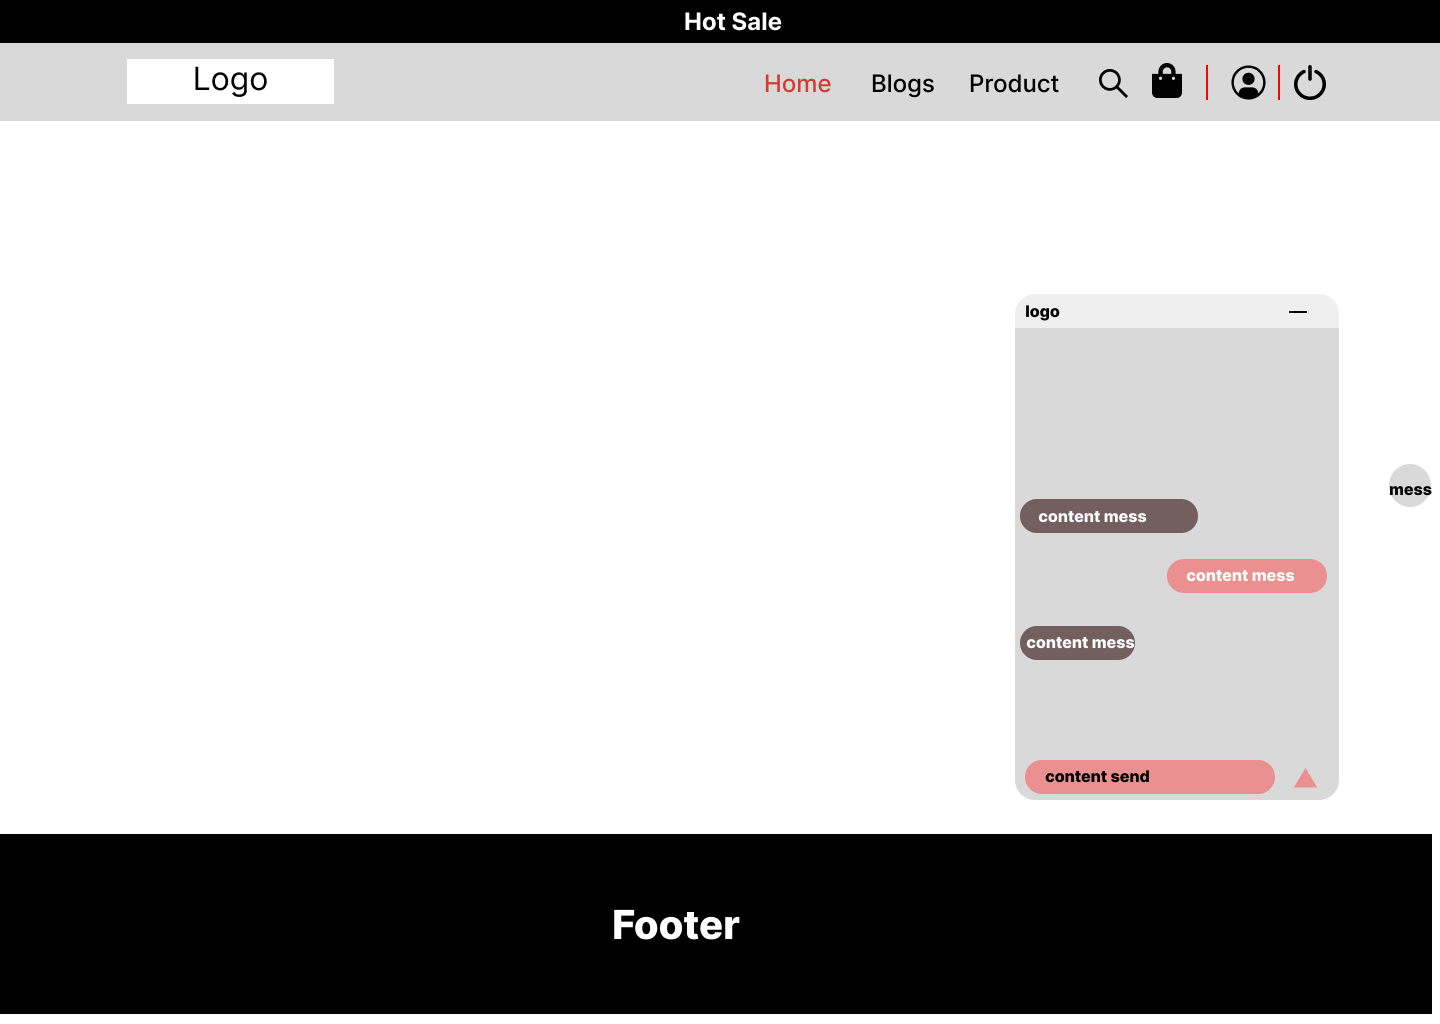 Hot Sale
Logo
Home Blogs Product
logo
mess
content mess
content mess
content mess
content send
Footer